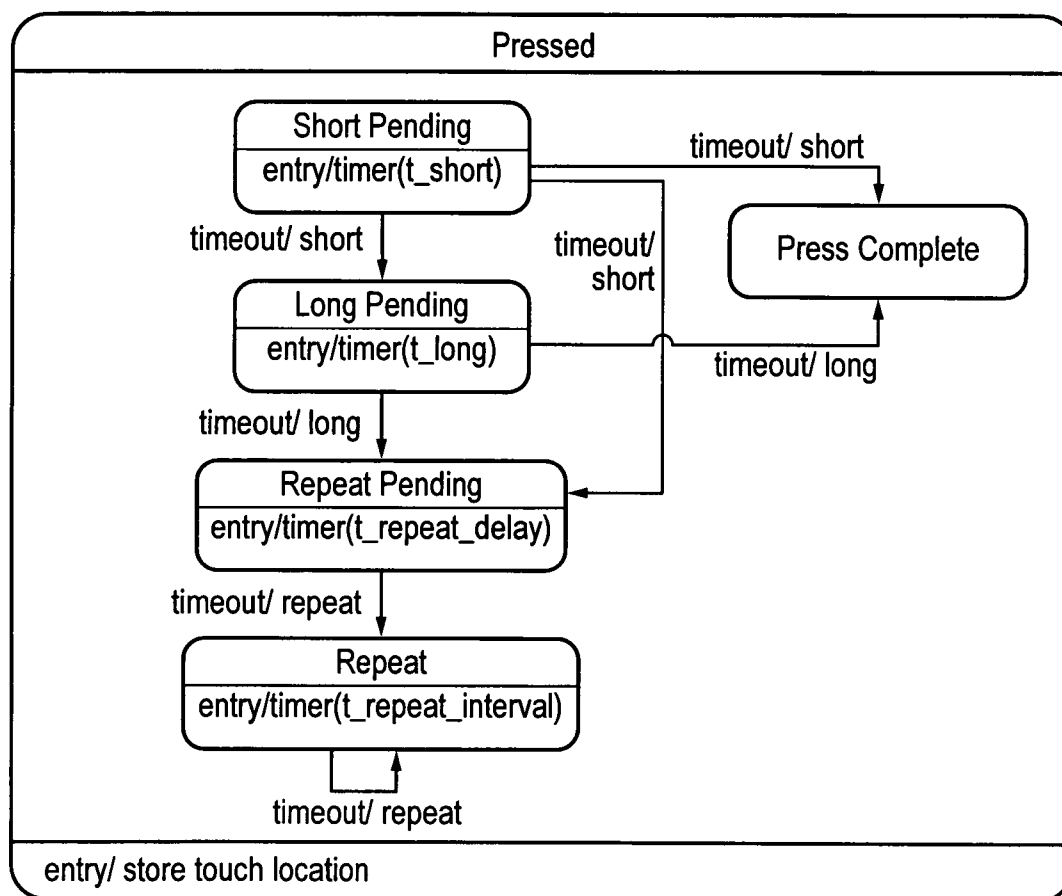 Pressed
Short Pending
entry/timer(t_short)
timeout/ short
timeout/ short
timeout/
short
Press Complete
Long Pending
entry/timer(t_long)
timeout/ long
timeout/ long
Repeat Pending
entry/timer(t_repeat_delay)
timeout/ repeat
Repeat
entry/timer(t_repeat_interval)
timeout/ repeat
entry/ store touch location